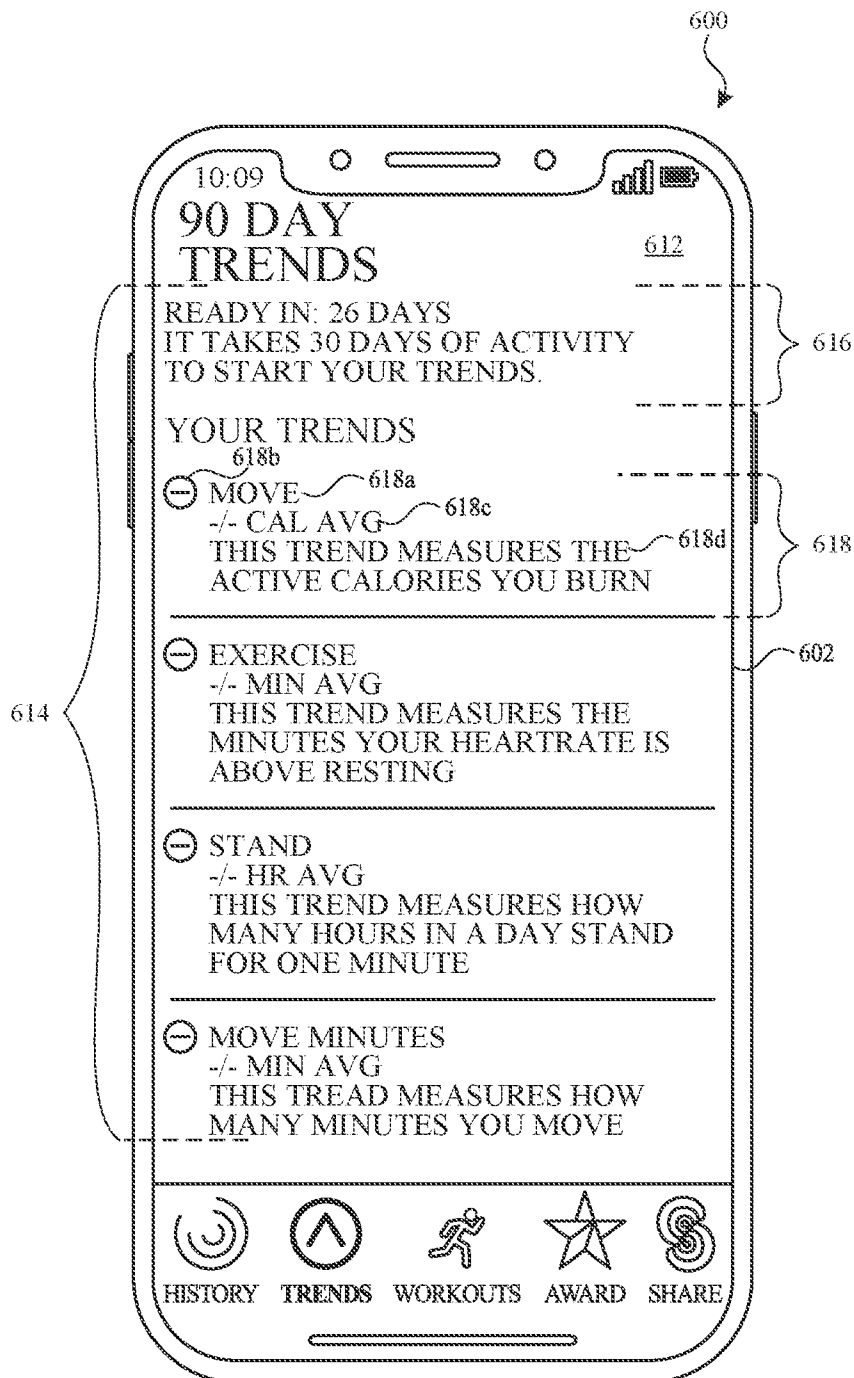 600
10:09
90 DAY
TRENDS
612
READY IN: 26 DAYS
IT TAKES 30 DAYS OF ACTIVITY
TO START YOUR TRENDS.
616
YOUR TRENDS
618b
MOVE
618a
-/- CAL AVG
618c
THIS TREND MEASURES THE
618d
ACTIVE CALORIES YOU BURN
618
602
EXERCISE
-/- MIN AVG
THIS TREND MEASURES THE
MINUTES YOUR HEARTRATE IS
ABOVE RESTING
614
STAND
-/- HR AVG
THIS TREND MEASURES HOW
MANY HOURS IN A DAY STAND
FOR ONE MINUTE
MOVE MINUTES
-/- MIN AVG
THIS TREAD MEASURES HOW
MANY MINUTES YOU MOVE
HISTORY TRENDS WORKOUTS AWARD SHARE